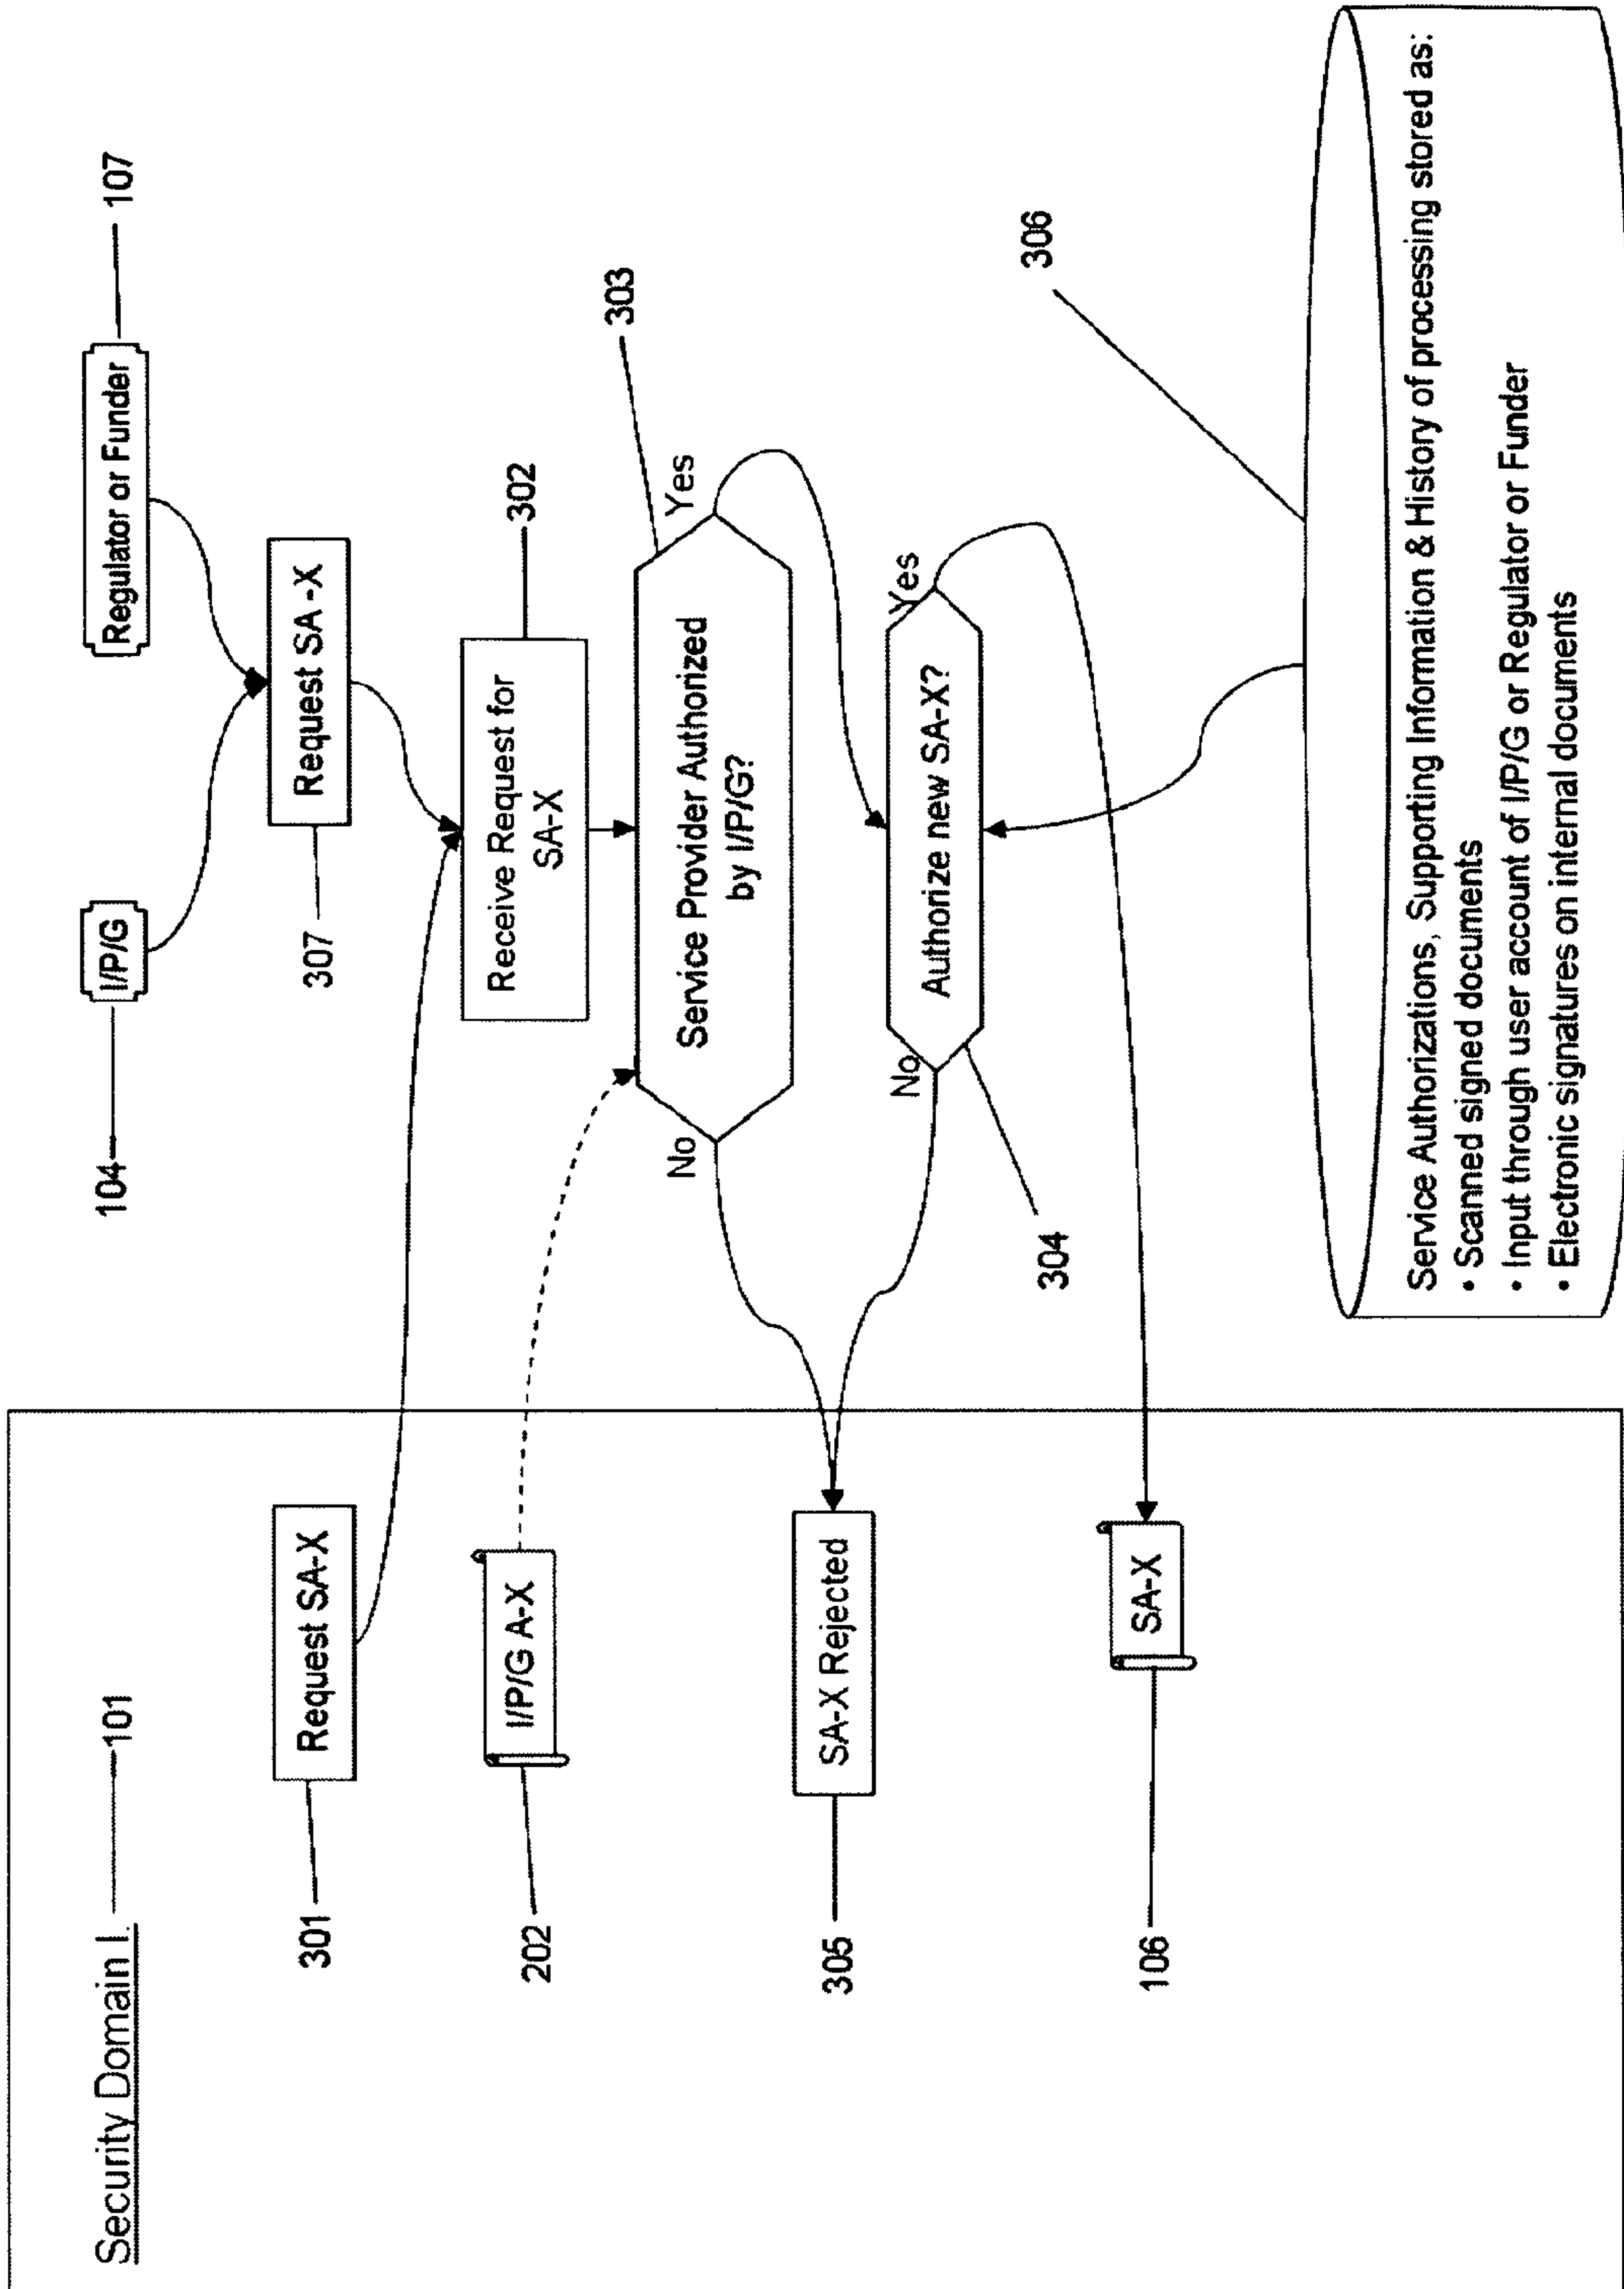 Security Domain I.
101
104
I/P/G
Regulator or Funder
107
301
Request SA-X
307
Request SA -X
202
I/P/G A-X
Receive Request for
SA-X
302
No
Service Provider Authorized
by I/P/G?
Yes
303
305
SA-X Rejected
No
Authorize new SA-X?
Yes
304
106
SA-X
306
Service Authorizations, Supporting Information & History of processing stored as:
• Scanned signed documents
• Input through user account of I/P/G or Regulator or Funder
• Electronic signatures on internal documents